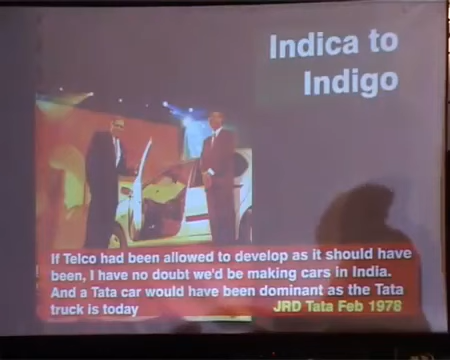 Indica to
Indigo
If Telco had been allowed to develop as it should have
been, I have no doubt we'd be making cars in India.
And a Tata car would have been dominant as the Tata
truck is today
JRD Tata Feb 1978